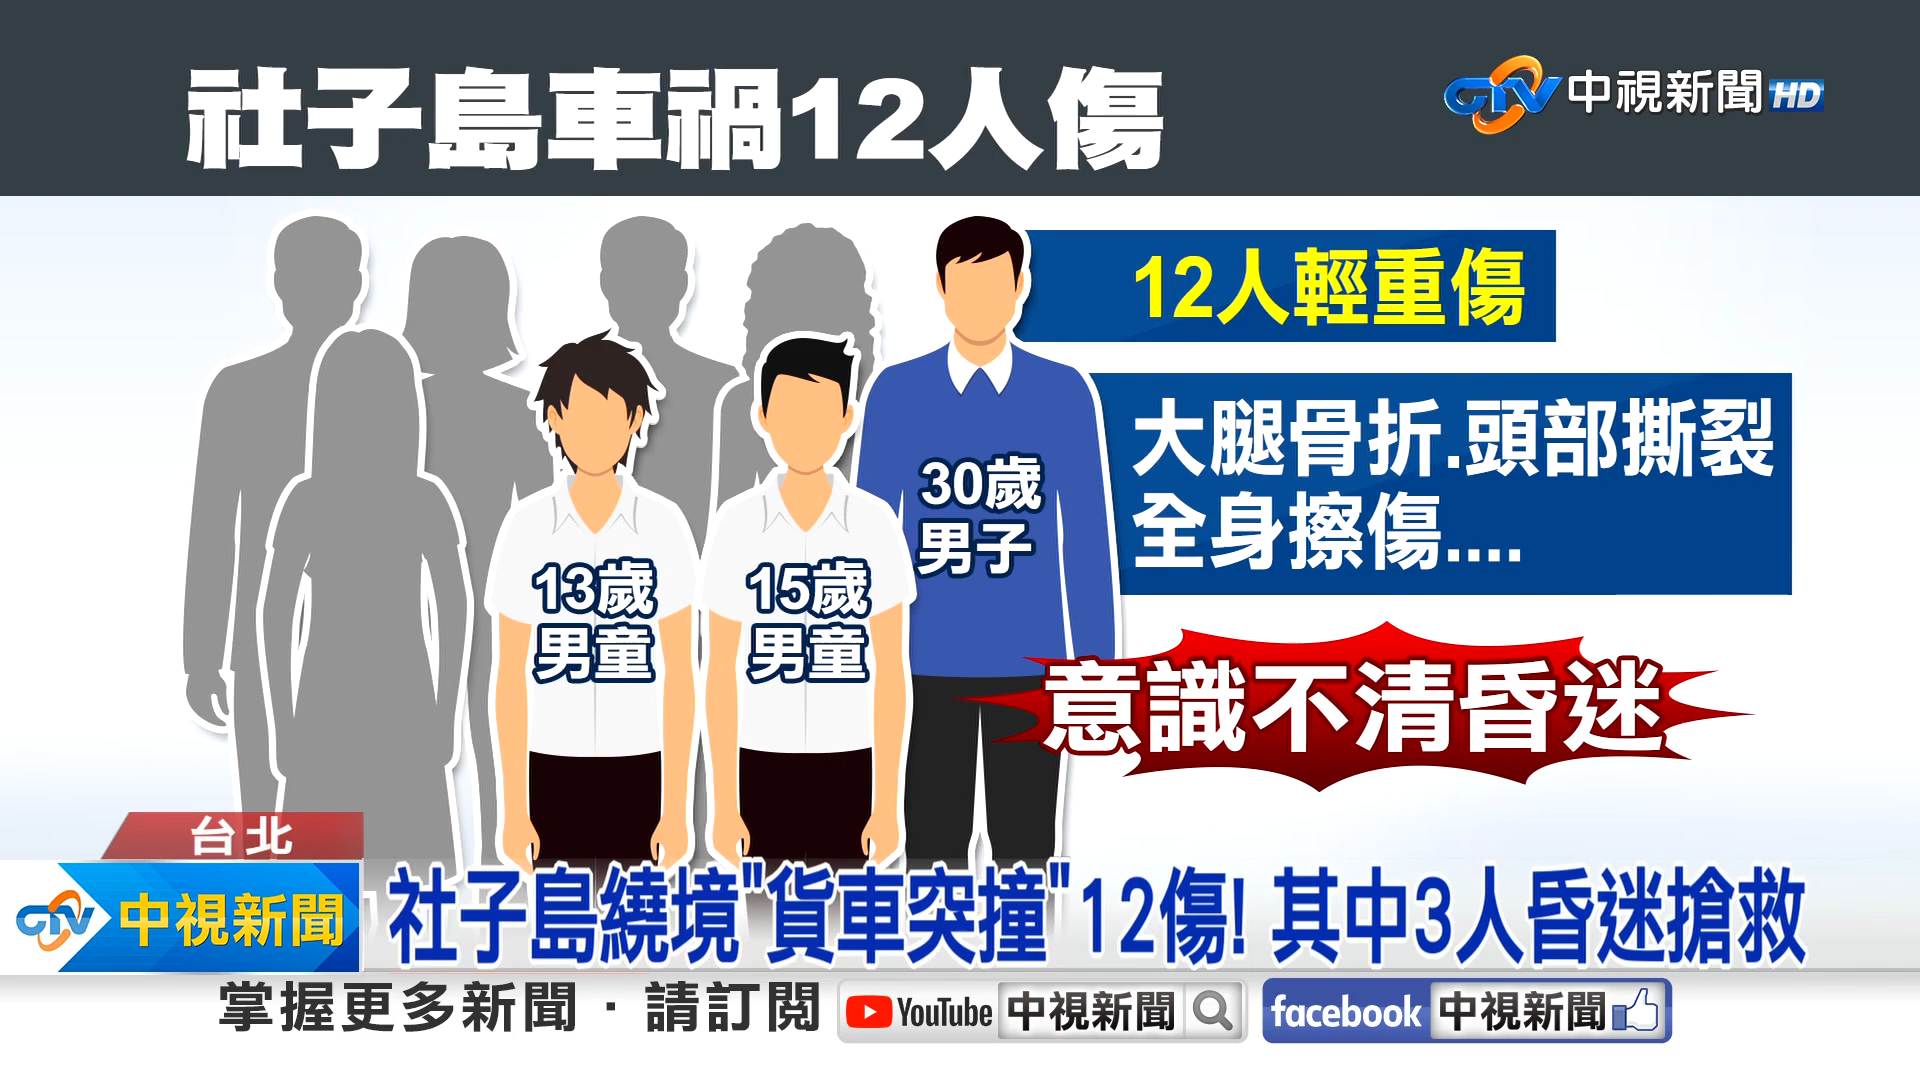 社子島車禍12人傷
CTV 中視新聞 HD
12人輕重傷
大腿骨折.頭部撕裂
全身擦傷....
30歲
男子
13歲
男童
15歲
男童
意識不清昏迷
台北
CTV 中視新聞
社子島繞境"貨車突撞"12傷! 其中3人昏迷搶救
掌握更多新聞·請訂閱 YouTube 中視新聞 facebook 中視新聞